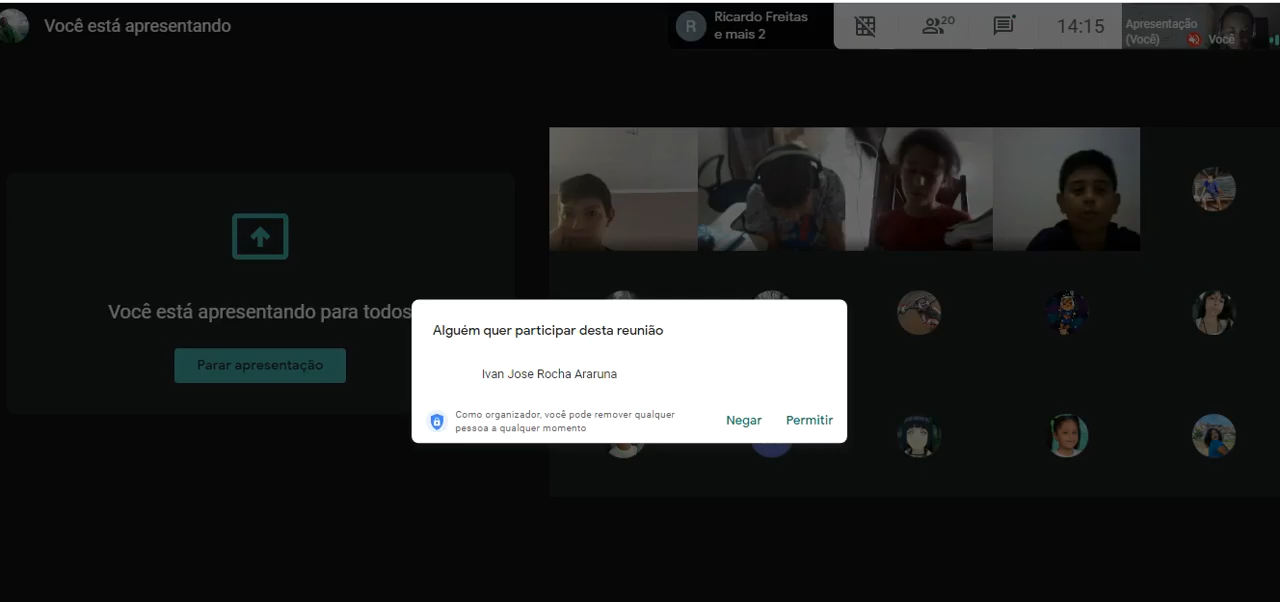 Você está apresentando
R
Ricardo Freitas
e mais 2
20
14:15
Apresentação
(Você)
Você
Você está apresentando para todos
Parar apresentação
Alguém quer participar desta reunião
Ivan Jose Rocha Araruna
Como organizador, você pode remover qualquer
pessoa a qualquer momento
Negar
Permitir